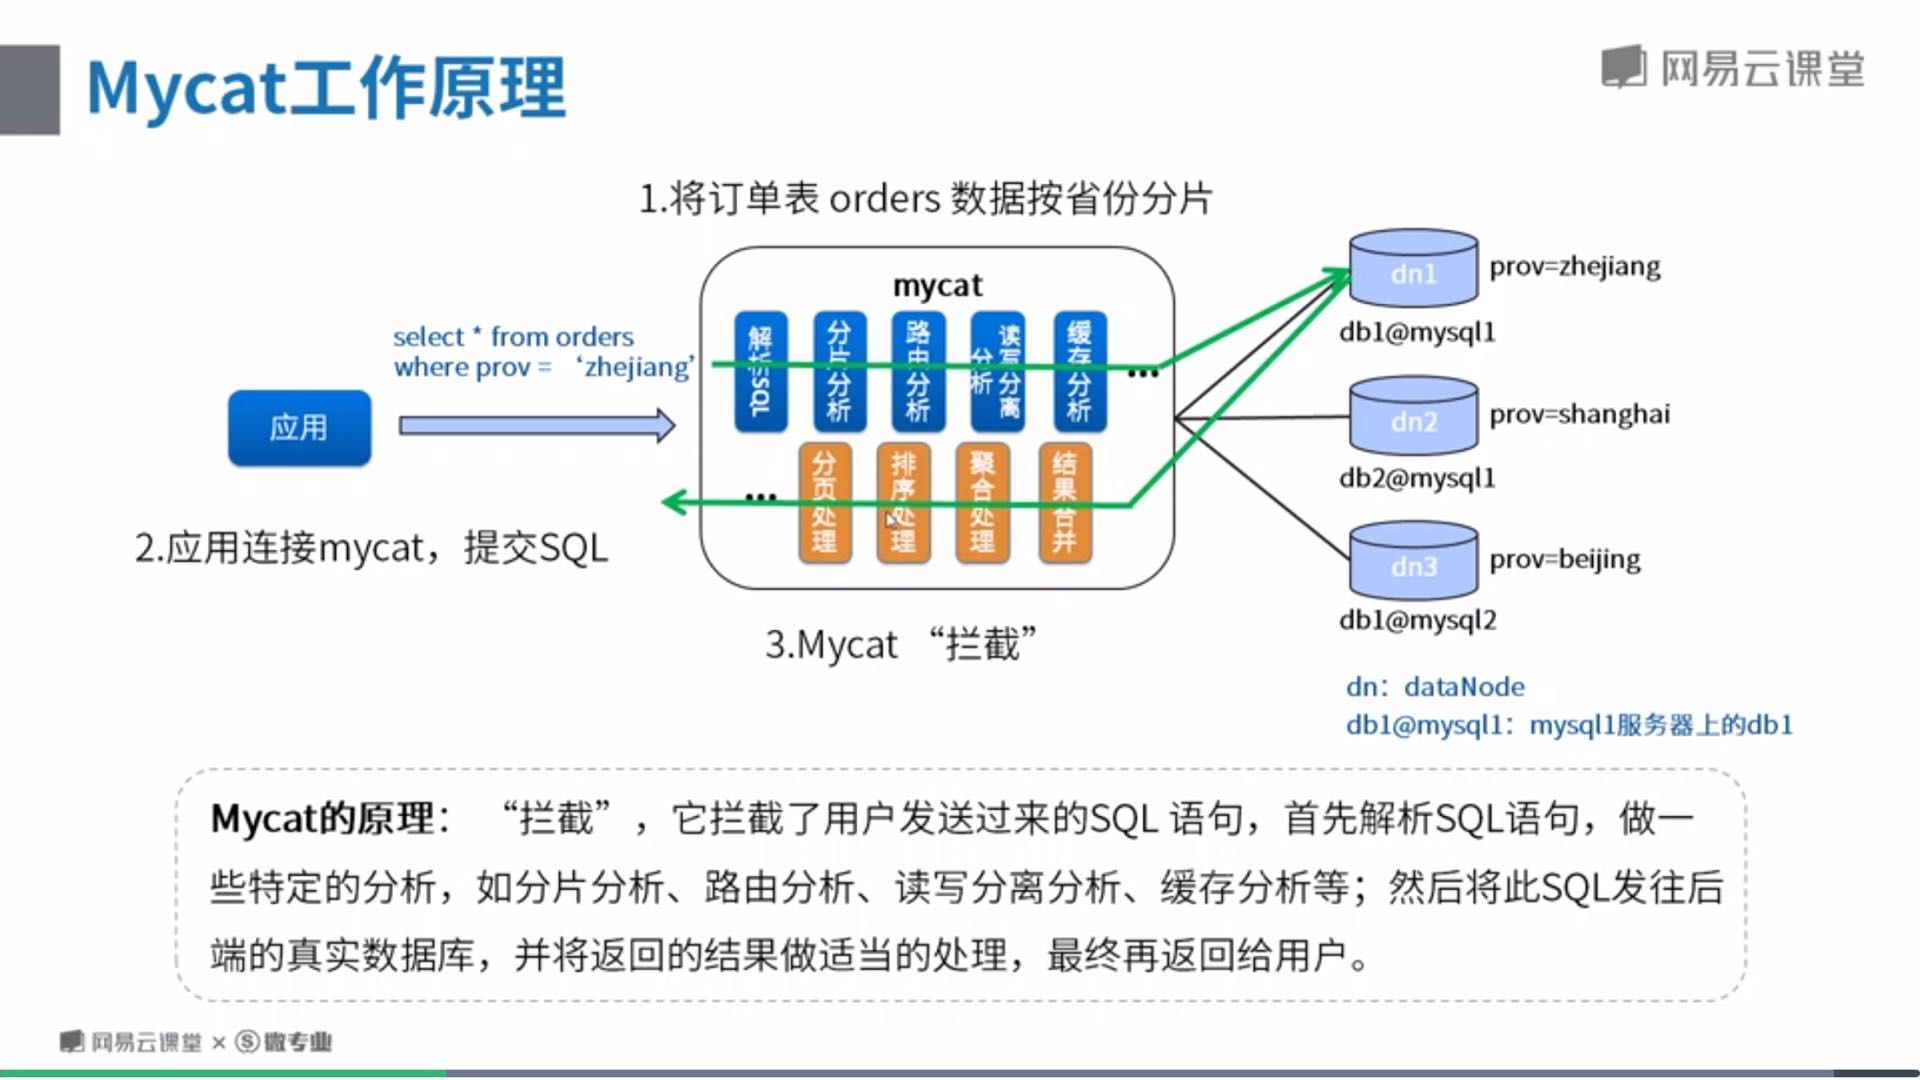 Mycat工作原理
网易云课堂
1.将订单表 orders 数据按省份分片
mycat
select * from orders
where prov = ‘zhejiang’
应用
解析SQL
分片分析
路由分析
读写分离分析
缓存分析
...
...
分页处理
排序处理
聚合处理
结果合并
dn1
prov=zhejiang
db1@mysql1
dn2
prov=shanghai
db2@mysql1
dn3
prov=beijing
db1@mysql2
2.应用连接mycat，提交SQL
3.Mycat “拦截”
dn：dataNode
db1@mysql1：mysql1服务器上的db1
Mycat的原理： “拦截”，它拦截了用户发送过来的SQL 语句，首先解析SQL语句，做一
些特定的分析，如分片分析、路由分析、读写分离分析、缓存分析等；然后将此SQL发往后
端的真实数据库，并将返回的结果做适当的处理，最终再返回给用户。
网易云课堂 × Ⓢ微专业